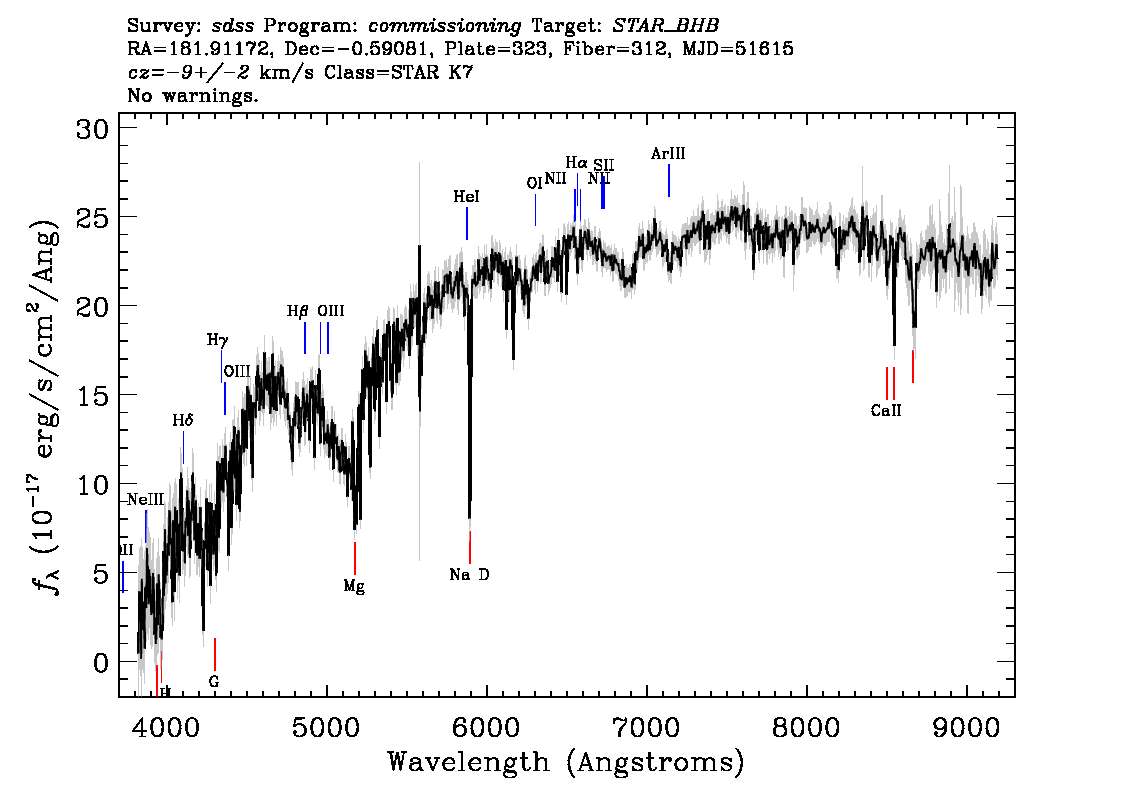 Survey: sdss Program: commissioning Target: STAR_BHB
RA=181.91172, Dec=−0.59081, Plate=323, Fiber=312, MJD=51615
cz=−9+/−2 km/s Class=STAR K7
No warnings.
30
25
20
15
10
5
0
f_λ (10^−17 erg/s/cm^2/Ang)
ArIII
Hα SII
OI NII NII
HeI
Hβ OIII
Hγ
OIII
Hδ
NeIII
CaII
Na D
Mg
G
H
4000 5000 6000 7000 8000 9000
Wavelength (Angstroms)